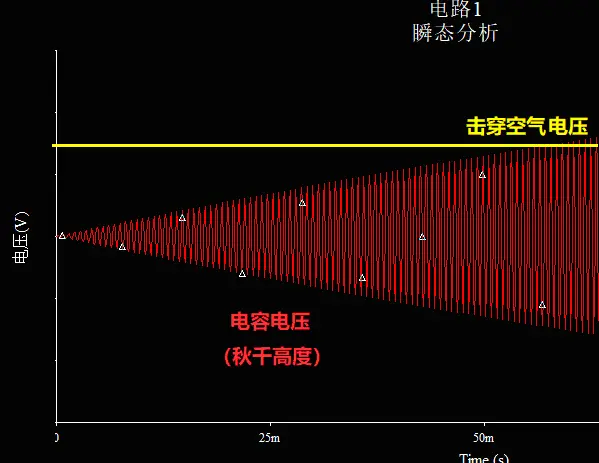 电路1
瞬态分析
击穿空气电压
电压(V)
电容电压
（秋千高度）
0
25m
50m
Time (s)